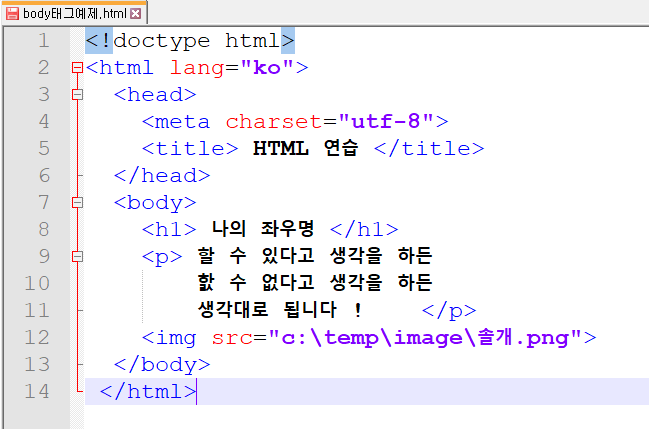 body태그예제.html
1 <!doctype html>
2 <html lang="ko">
3 <head>
4 <meta charset="utf-8">
5 <title> HTML 연습 </title>
6 </head>
7 <body>
8 <h1> 나의 좌우명 </h1>
9 <p> 할 수 있다고 생각을 하든
10 핤 수 없다고 생각을 하든
11 생각대로 됩니다 ! </p>
12 <img src="c:\temp\image\솔개.png">
13 </body>
14 </html>